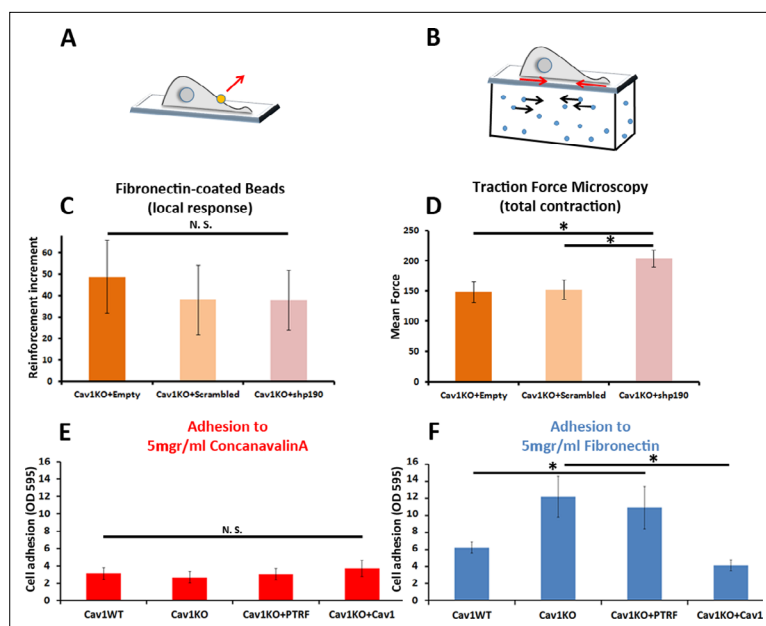 A
B
Fibronectin-coated Beads
(local response)
C
N. S.
Reinforcement increment
70
60
50
40
30
20
10
0
Cav1KO+Empty
Cav1KO+Scrambled
Cav1KO+shp190
Traction Force Microscopy
(total contraction)
D
*
*
Mean Force
250
200
150
100
50
0
Cav1KO+Empty
Cav1KO+Scrambled
Cav1KO+shp190
E
Adhesion to
5mgr/ml ConcanavalinA
Cell adhesion (OD 595)
16
14
12
10
8
6
4
2
0
N. S.
Cav1WT
Cav1KO
Cav1KO+PTRF
Cav1KO+Cav1
F
Adhesion to
5mgr/ml Fibronectin
*
*
Cell adhesion (OD 595)
16
14
12
10
8
6
4
2
0
Cav1WT
Cav1KO
Cav1KO+PTRF
Cav1KO+Cav1